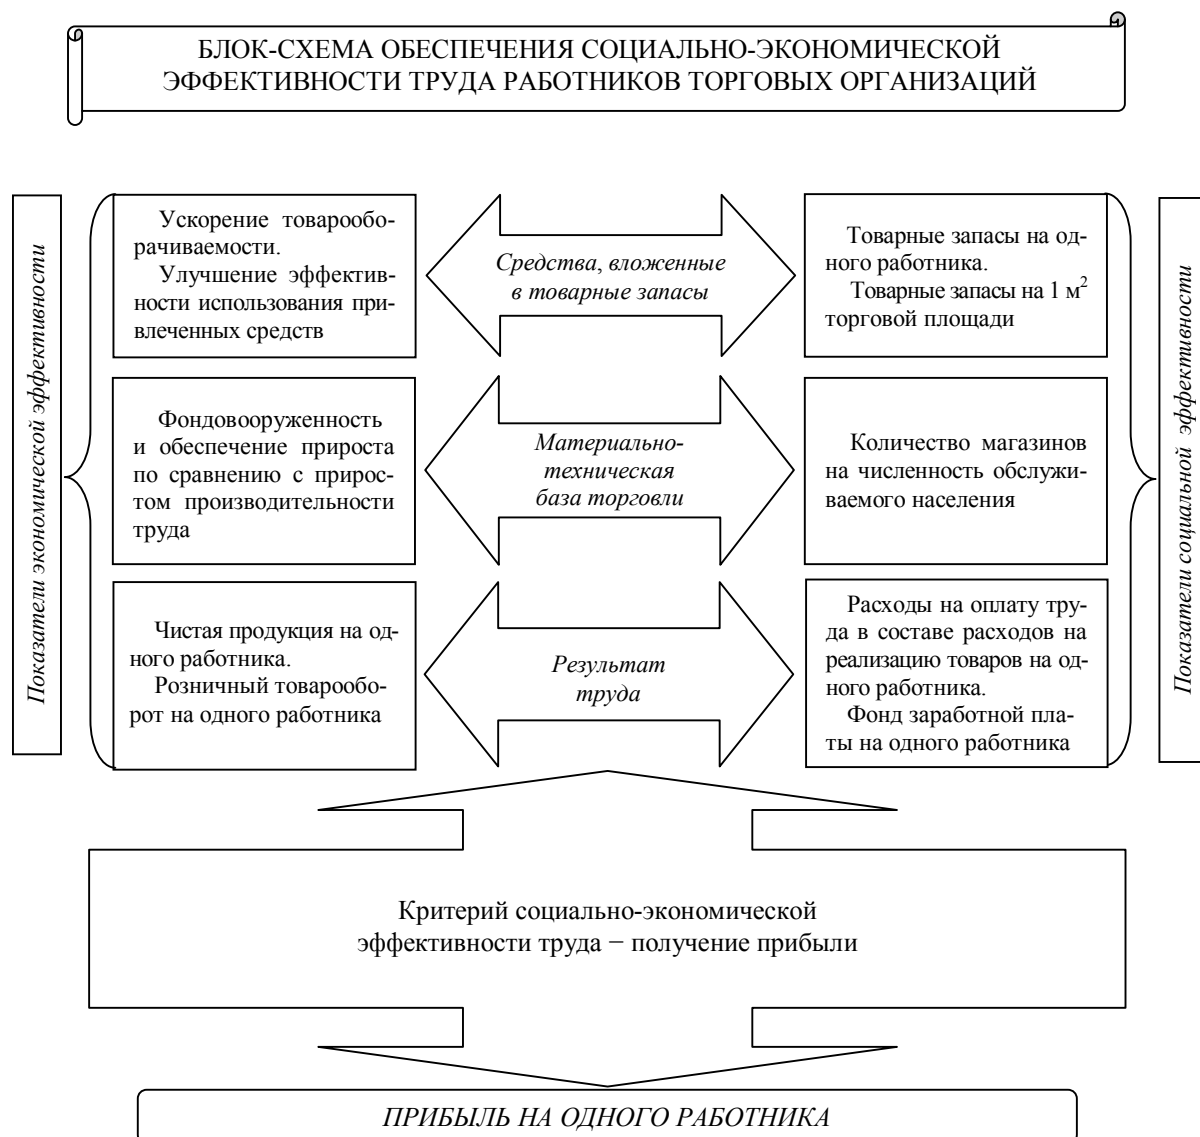 БЛОК-СХЕМА ОБЕСПЕЧЕНИЯ СОЦИАЛЬНО-ЭКОНОМИЧЕСКОЙ
ЭФФЕКТИВНОСТИ ТРУДА РАБОТНИКОВ ТОРГОВЫХ ОРГАНИЗАЦИЙ
Показатели экономической эффективности
Ускорение товарообо-
рачиваемости.
Улучшение эффектив-
ности использования при-
влеченных средств
Средства, вложенные
в товарные запасы
Товарные запасы на од-
ного работника.
Товарные запасы на 1 м²
торговой площади
Фондовооруженность
и обеспечение прироста
по сравнению с прирос-
том производительности
труда
Материально-
техническая
база торговли
Количество магазинов
на численность обслужи-
ваемого населения
Чистая продукция на од-
ного работника.
Розничный товарообо-
рот на одного работника
Результат
труда
Расходы на оплату тру-
да в составе расходов на
реализацию товаров на од-
ного работника.
Фонд заработной пла-
ты на одного работника
Показатели социальной эффективности
Критерий социально-экономической
эффективности труда − получение прибыли
ПРИБЫЛЬ НА ОДНОГО РАБОТНИКА